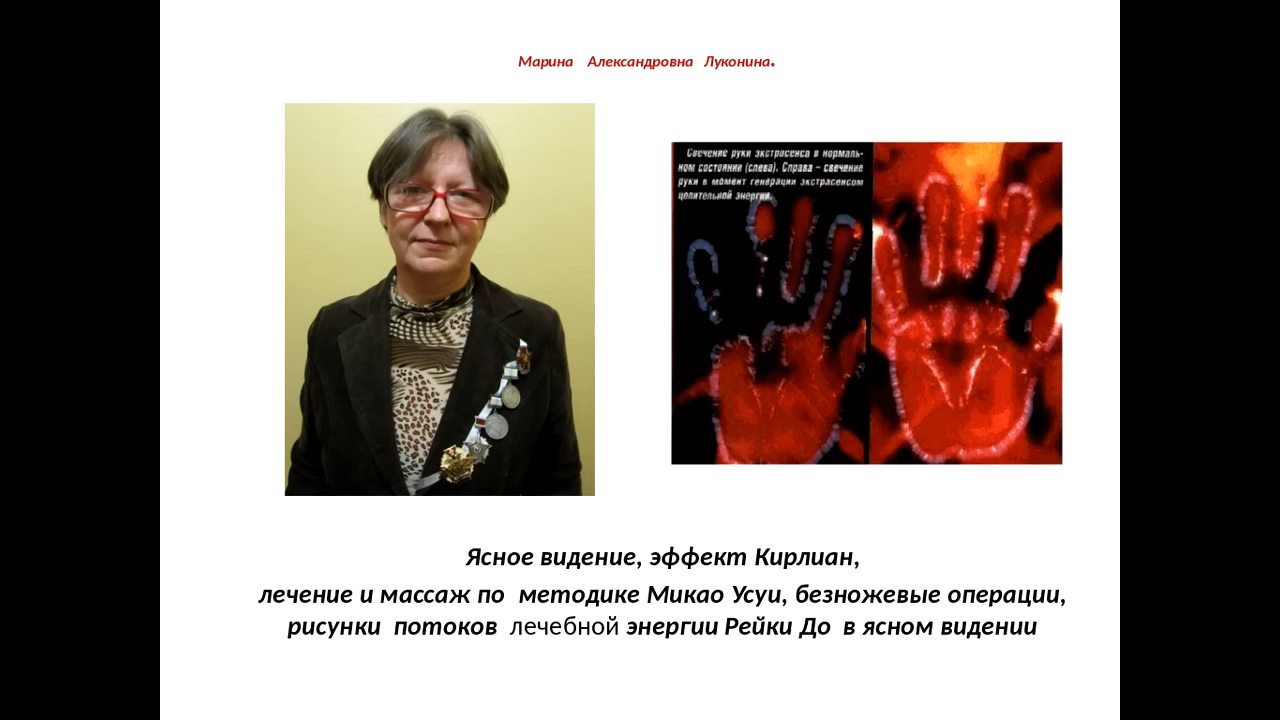 Марина Александровна Луконина.
Свечение руки экстрасенса в нормаль-
ном состоянии (слева). Справа – свечение
руки в момент генерации экстрасенсом
целительной энергии.
Ясное видение, эффект Кирлиан,
лечение и массаж по методике Микао Усуи, безножевые операции,
рисунки потоков лечебной энергии Рейки До в ясном видении